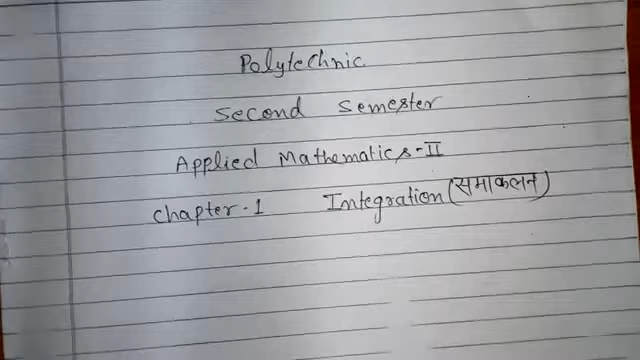 Polytechnic
Second Semester
Applied Mathematics-II
Chapter-1 Integration (समाकलन)